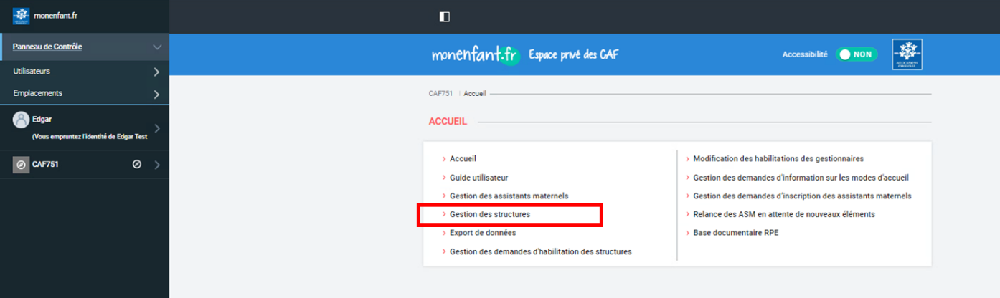 monenfant.fr
Panneau de Contrôle
Utilisateurs
Emplacements
Edgar
(Vous empruntez l'identité de Edgar Test
CAF751
monenfant.fr Espace privé des CAF
Accessibilité NON
CAF751 | Accueil
ACCUEIL
Accueil
Guide utilisateur
Gestion des assistants maternels
Gestion des structures
Export de données
Gestion des demandes d'habilitation des structures
Modification des habilitations des gestionnaires
Gestion des demandes d'information sur les modes d'accueil
Gestion des demandes d'inscription des assistants maternels
Relance des ASM en attente de nouveaux éléments
Base documentaire RPE